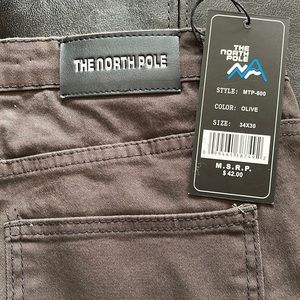 THE NORTH POLE
THE
NORTH
POLE
STYLE: MTP-600
COLOR: OLIVE
SIZE: 34X30
M.S.R.P.
$ 42.00